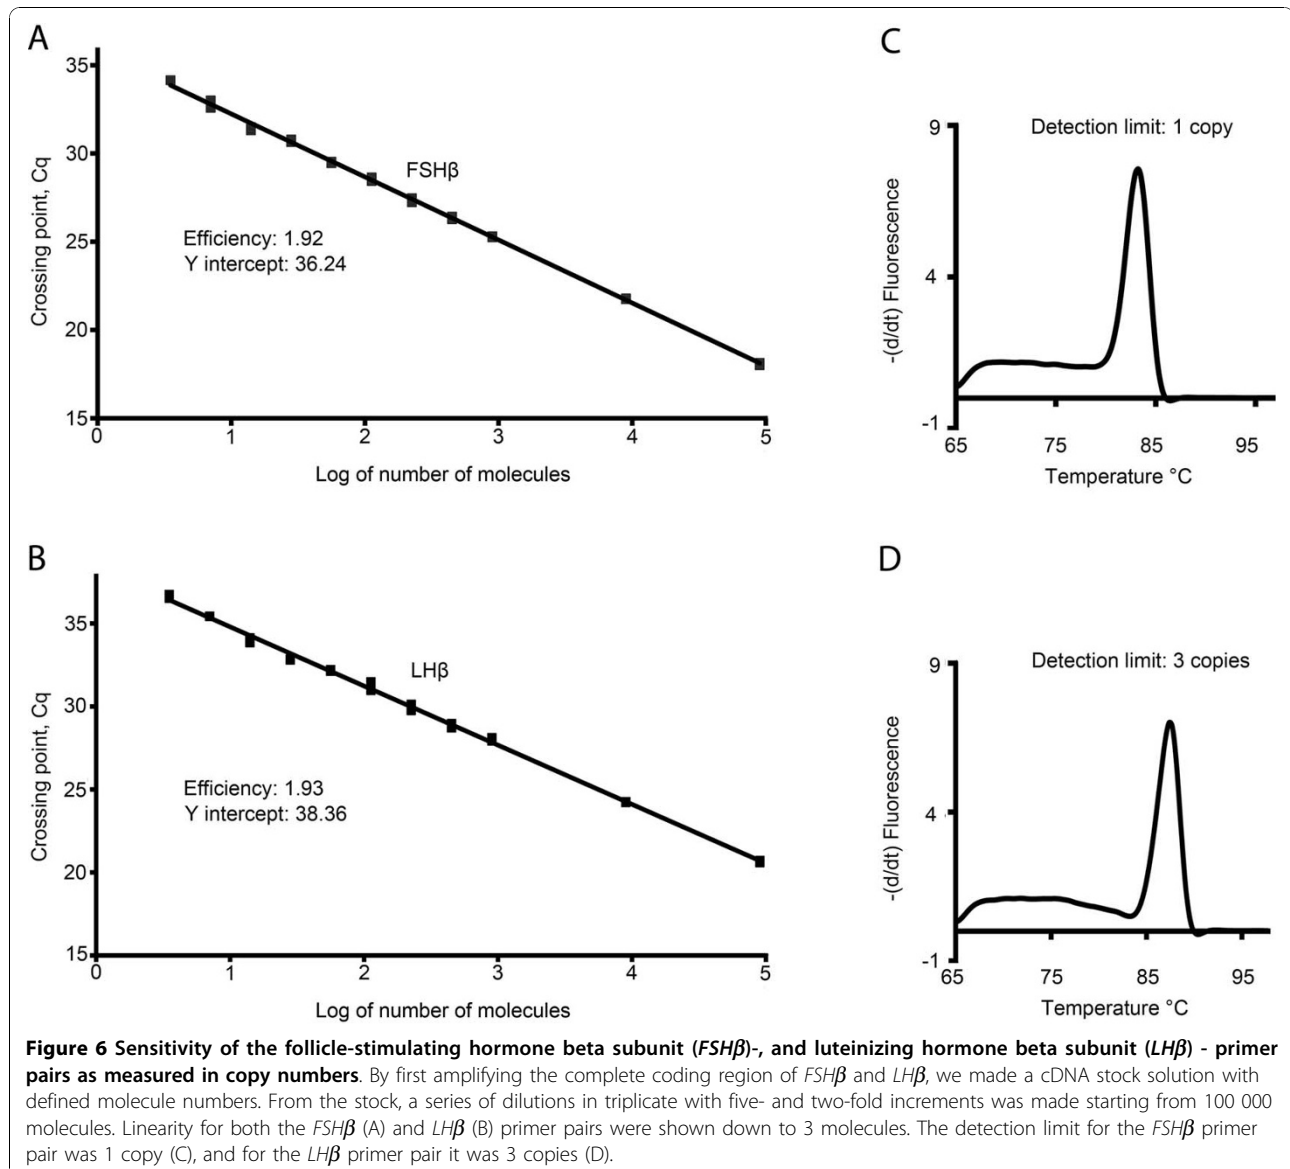 A
35
30
25
20
15
0
1
2
3
4
5
Crossing point, Cq
FSHβ
Efficiency: 1.92
Y intercept: 36.24
Log of number of molecules
C
Detection limit: 1 copy
9
4
-1
65
75
85
95
-(d/dt) Fluorescence
Temperature °C
B
35
30
25
20
15
0
1
2
3
4
5
Crossing point, Cq
LHβ
Efficiency: 1.93
Y intercept: 38.36
Log of number of molecules
D
Detection limit: 3 copies
9
4
-1
65
75
85
95
-(d/dt) Fluorescence
Temperature °C
Figure 6 Sensitivity of the follicle-stimulating hormone beta subunit (FSHβ)-, and luteinizing hormone beta subunit (LHβ) - primer
pairs as measured in copy numbers. By first amplifying the complete coding region of FSHβ and LHβ, we made a cDNA stock solution with
defined molecule numbers. From the stock, a series of dilutions in triplicate with five- and two-fold increments was made starting from 100 000
molecules. Linearity for both the FSHβ (A) and LHβ (B) primer pairs were shown down to 3 molecules. The detection limit for the FSHβ primer
pair was 1 copy (C), and for the LHβ primer pair it was 3 copies (D).